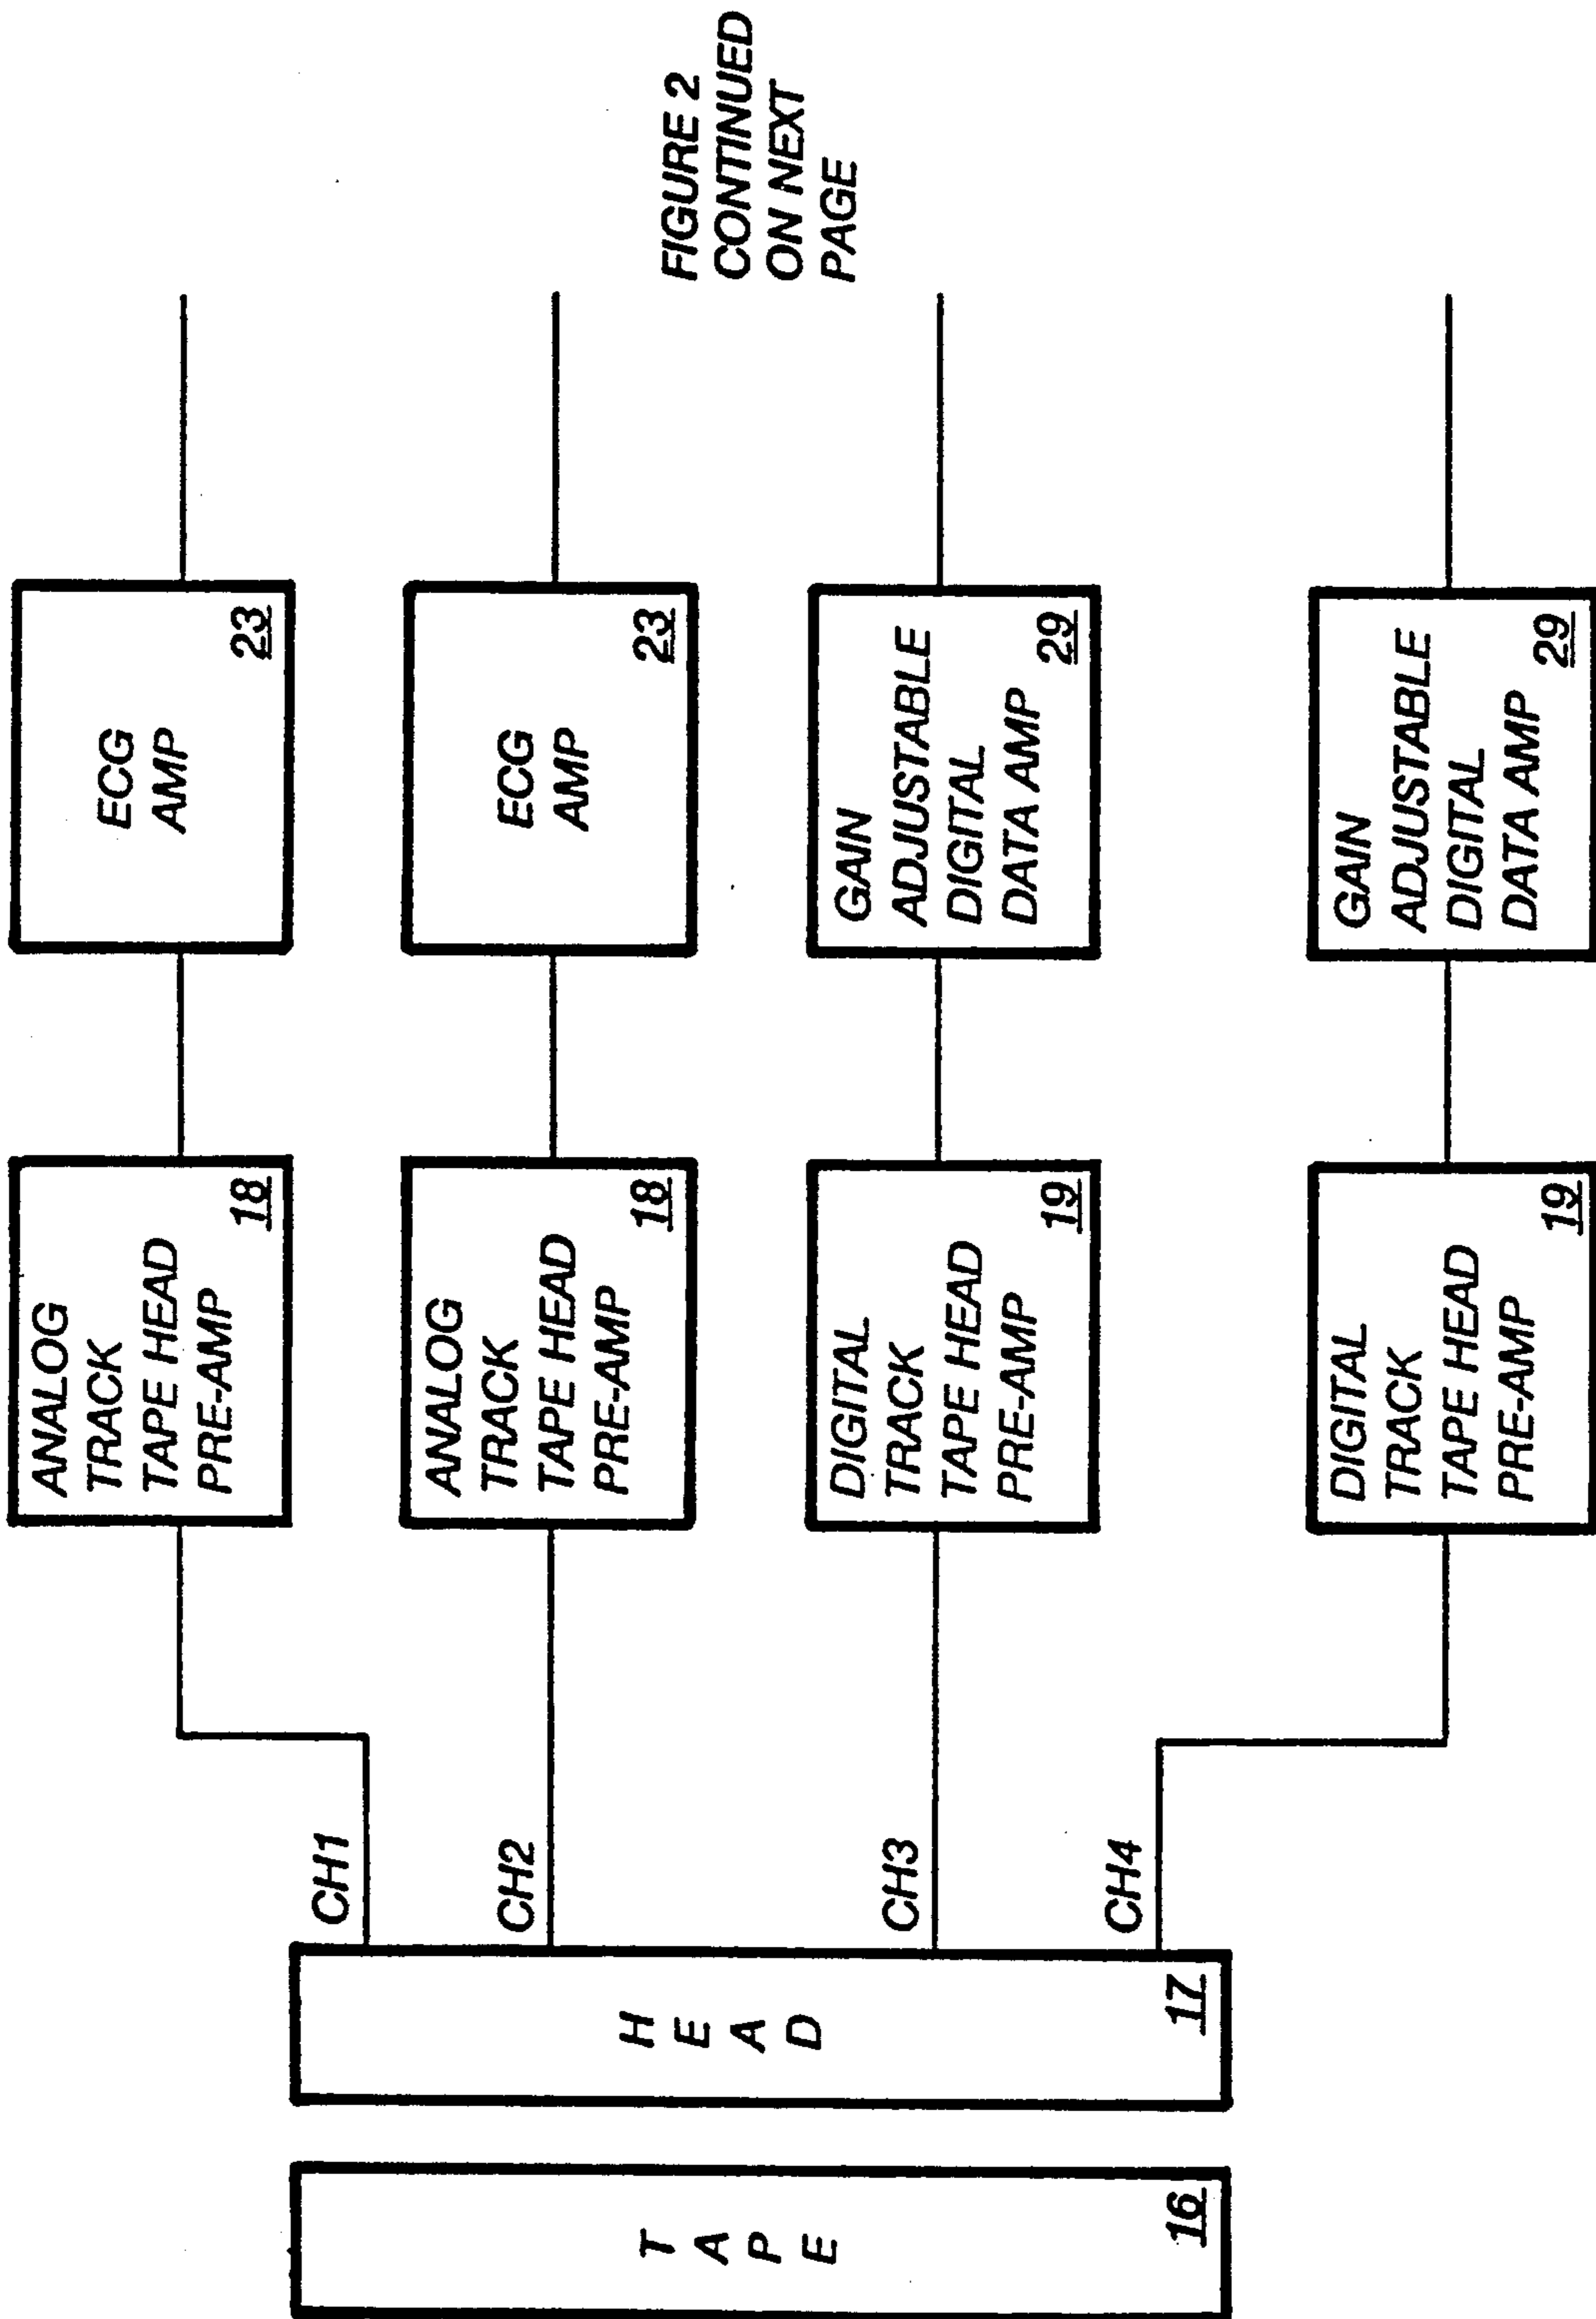 TAPE
16
HEAD
17
CH1
CH2
CH3
CH4
ANALOG
TRACK
TAPE HEAD
PRE-AMP
18
ANALOG
TRACK
TAPE HEAD
PRE-AMP
18
DIGITAL
TRACK
TAPE HEAD
PRE-AMP
19
DIGITAL
TRACK
TAPE HEAD
PRE-AMP
19
ECG
AMP
23
ECG
AMP
23
GAIN
ADJUSTABLE
DIGITAL
DATA AMP
29
GAIN
ADJUSTABLE
DIGITAL
DATA AMP
29
FIGURE 2
CONTINUED
ON NEXT
PAGE